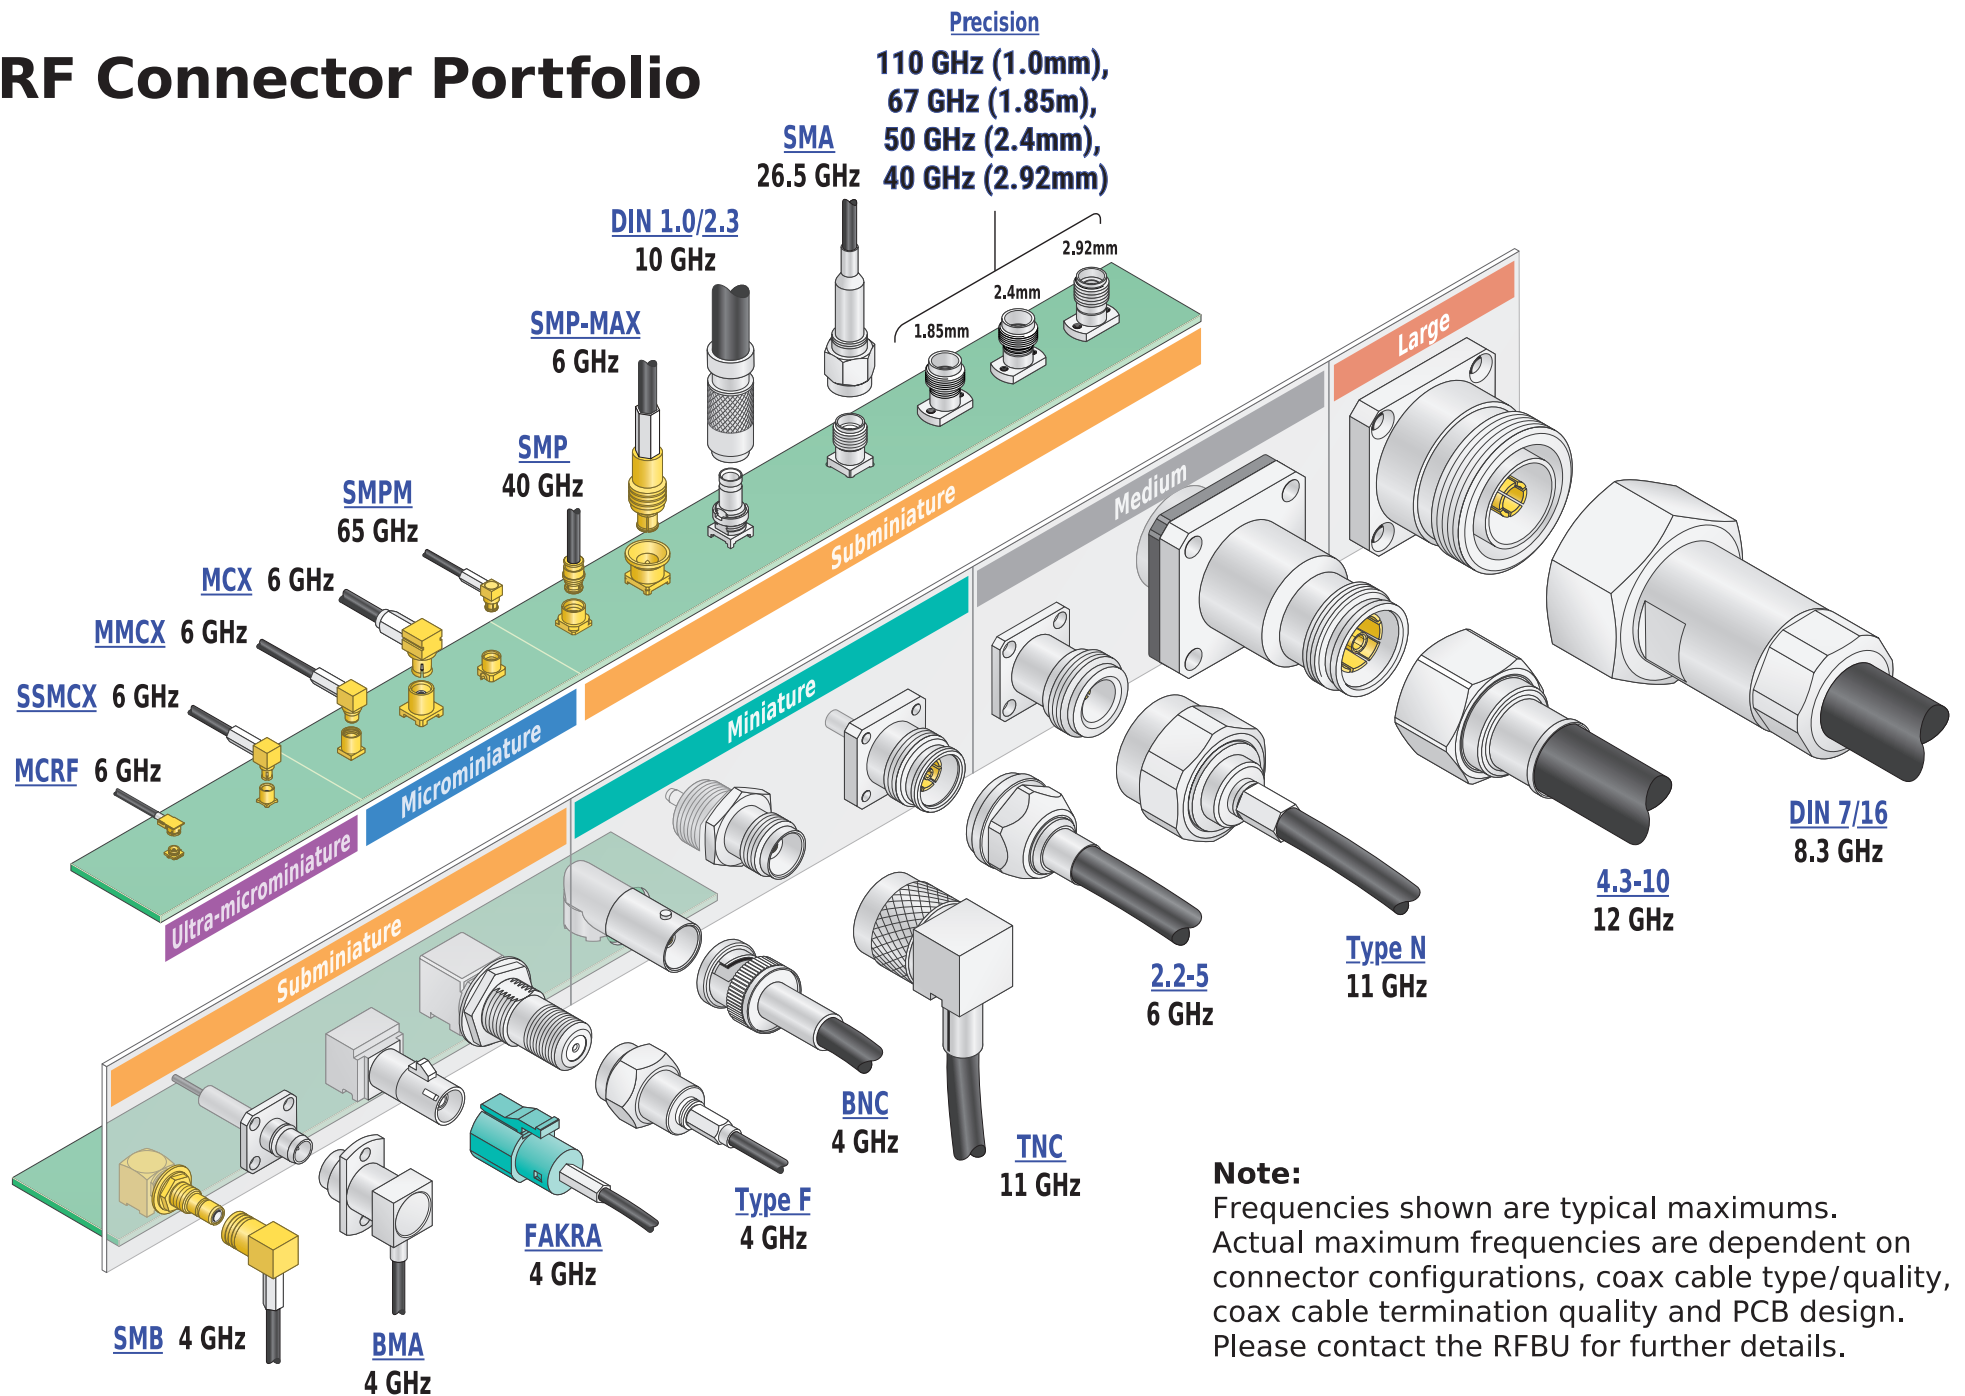 RF Connector Portfolio
Precision
110 GHz (1.0mm),
67 GHz (1.85m),
50 GHz (2.4mm),
40 GHz (2.92mm)
SMA
26.5 GHz
DIN 1.0/2.3
10 GHz
2.92mm
2.4mm
1.85mm
SMP-MAX
6 GHz
SMP
40 GHz
SMPM
65 GHz
MCX 6 GHz
MMCX 6 GHz
SSMCX 6 GHz
MCRF 6 GHz
Ultra-microminiature
Microminiature
Subminiature
Subminiature
Miniature
Medium
Large
DIN 7/16
8.3 GHz
4.3-10
12 GHz
Type N
11 GHz
2.2-5
6 GHz
TNC
11 GHz
BNC
4 GHz
Type F
4 GHz
FAKRA
4 GHz
BMA
4 GHz
SMB 4 GHz
Note:
Frequencies shown are typical maximums.
Actual maximum frequencies are dependent on
connector configurations, coax cable type/quality,
coax cable termination quality and PCB design.
Please contact the RFBU for further details.